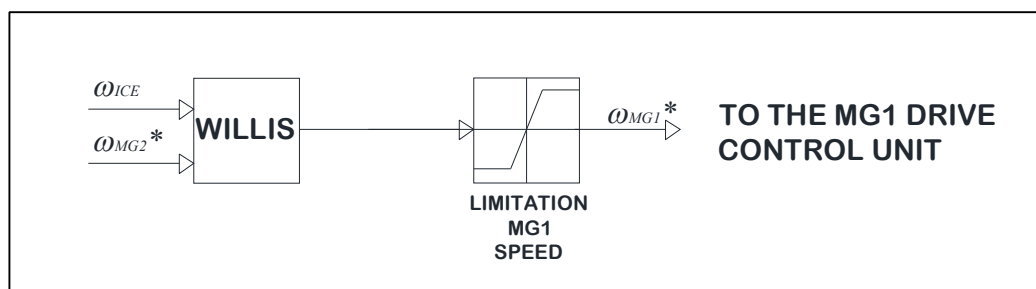 ωICE
ωMG2*
WILLIS
ωMG1*
LIMITATION
MG1
SPEED
TO THE MG1 DRIVE
CONTROL UNIT